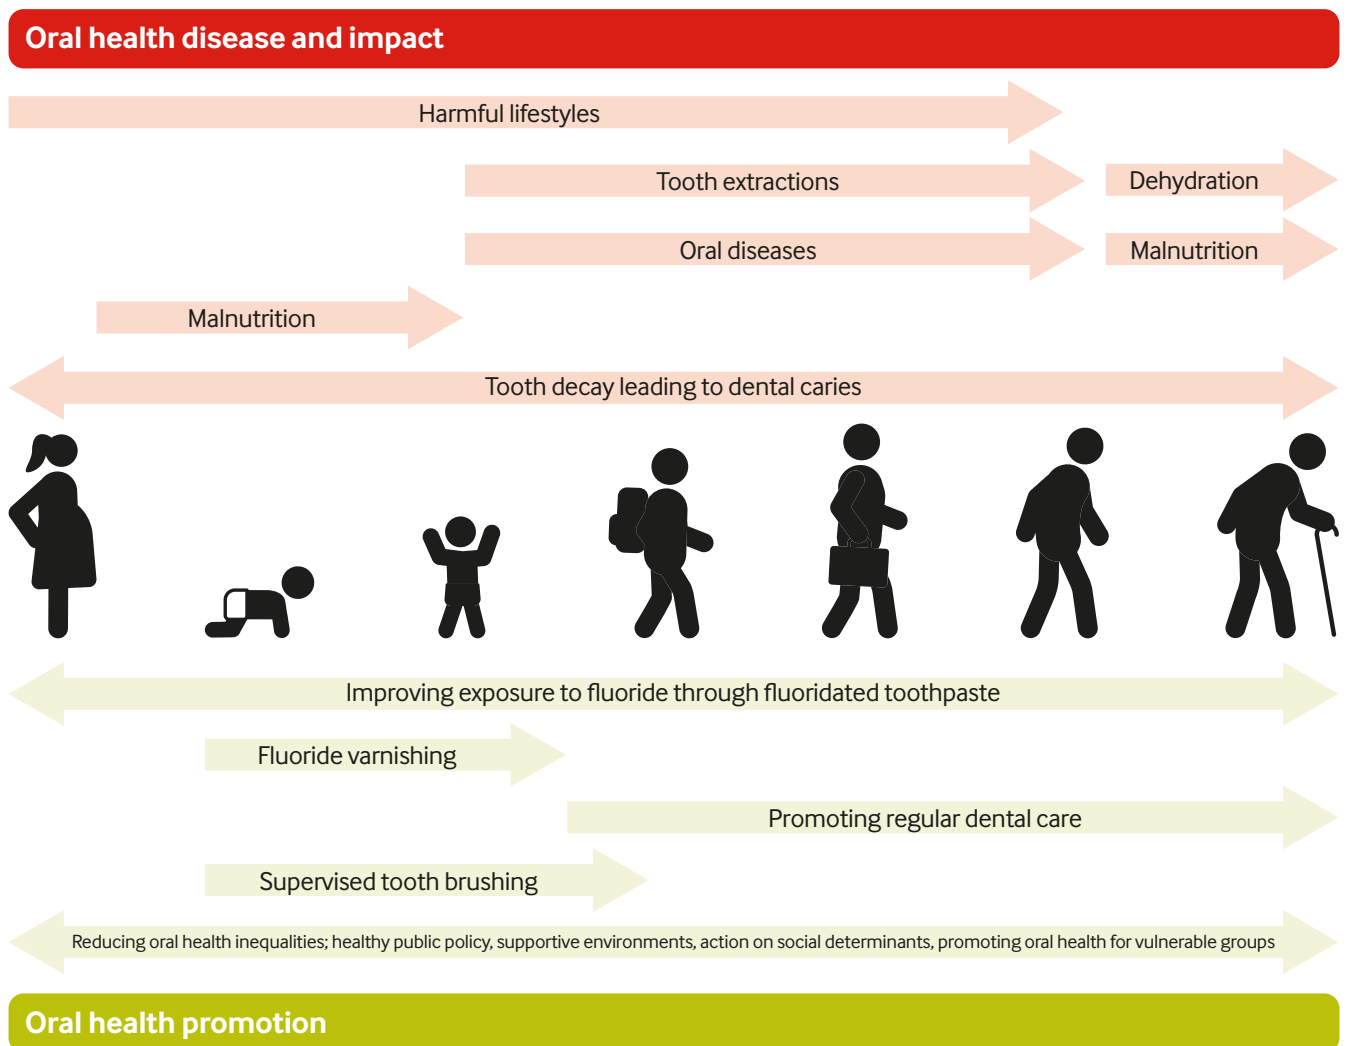 Oral health disease and impact
Harmful lifestyles
Tooth extractions
Dehydration
Oral diseases
Malnutrition
Malnutrition
Tooth decay leading to dental caries
Improving exposure to fluoride through fluoridated toothpaste
Fluoride varnishing
Promoting regular dental care
Supervised tooth brushing
Reducing oral health inequalities; healthy public policy, supportive environments, action on social determinants, promoting oral health for vulnerable groups
Oral health promotion